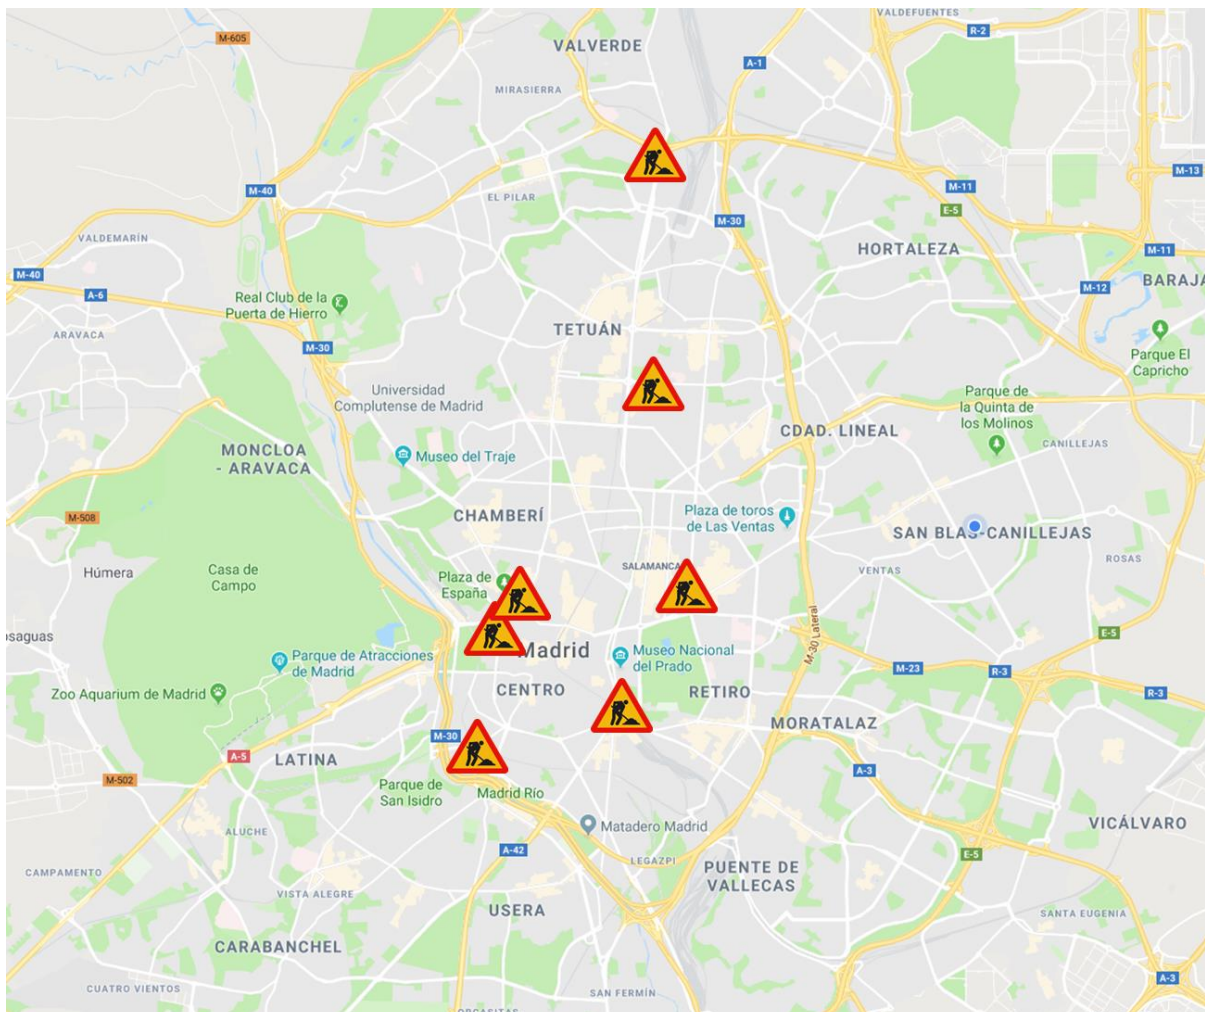 VALDEFUENTES
M-605
VALVERDE
R-2
A-1
MIRASIERRA
M-13
M-40
EL PILAR
M-11
E-5
M-30
VALDEMARÍN
HORTALEZA
M-11
M-40
A-6
M-12
BARAJA
Real Club de la
Puerta de Hierro
TETUÁN
ARAVACA
M-30
Parque El
Capricho
Universidad
Complutense de Madrid
Parque de
la Quinta de
los Molinos
CDAD. LINEAL
CANILLEJAS
MONCLOA
- ARAVACA
Museo del Traje
M-508
CHAMBERÍ
Plaza de toros
de Las Ventas
SAN BLAS-CANILLEJAS
ROSAS
Húmera
Casa de
Campo
Plaza de
España
SALAMANCA
VENTAS
osaguas
M-30 Lateral
E-5
Madrid
Museo Nacional
del Prado
Parque de Atracciones
de Madrid
M-23
R-3
R-3
Zoo Aquarium de Madrid
CENTRO
RETIRO
MORATALAZ
M-30
A-5
LATINA
A-3
M-502
Parque de
San Isidro
Madrid Río
Matadero Madrid
VICÁLVARO
ALUCHE
A-42
LEGAZPI
E-5
PUENTE DE
VALLECAS
CAMPAMENTO
VISTA ALEGRE
USERA
SANTA EUGENIA
CARABANCHEL
A-3
CUATRO VIENTOS
SAN FERMÍN
ORCASITAS